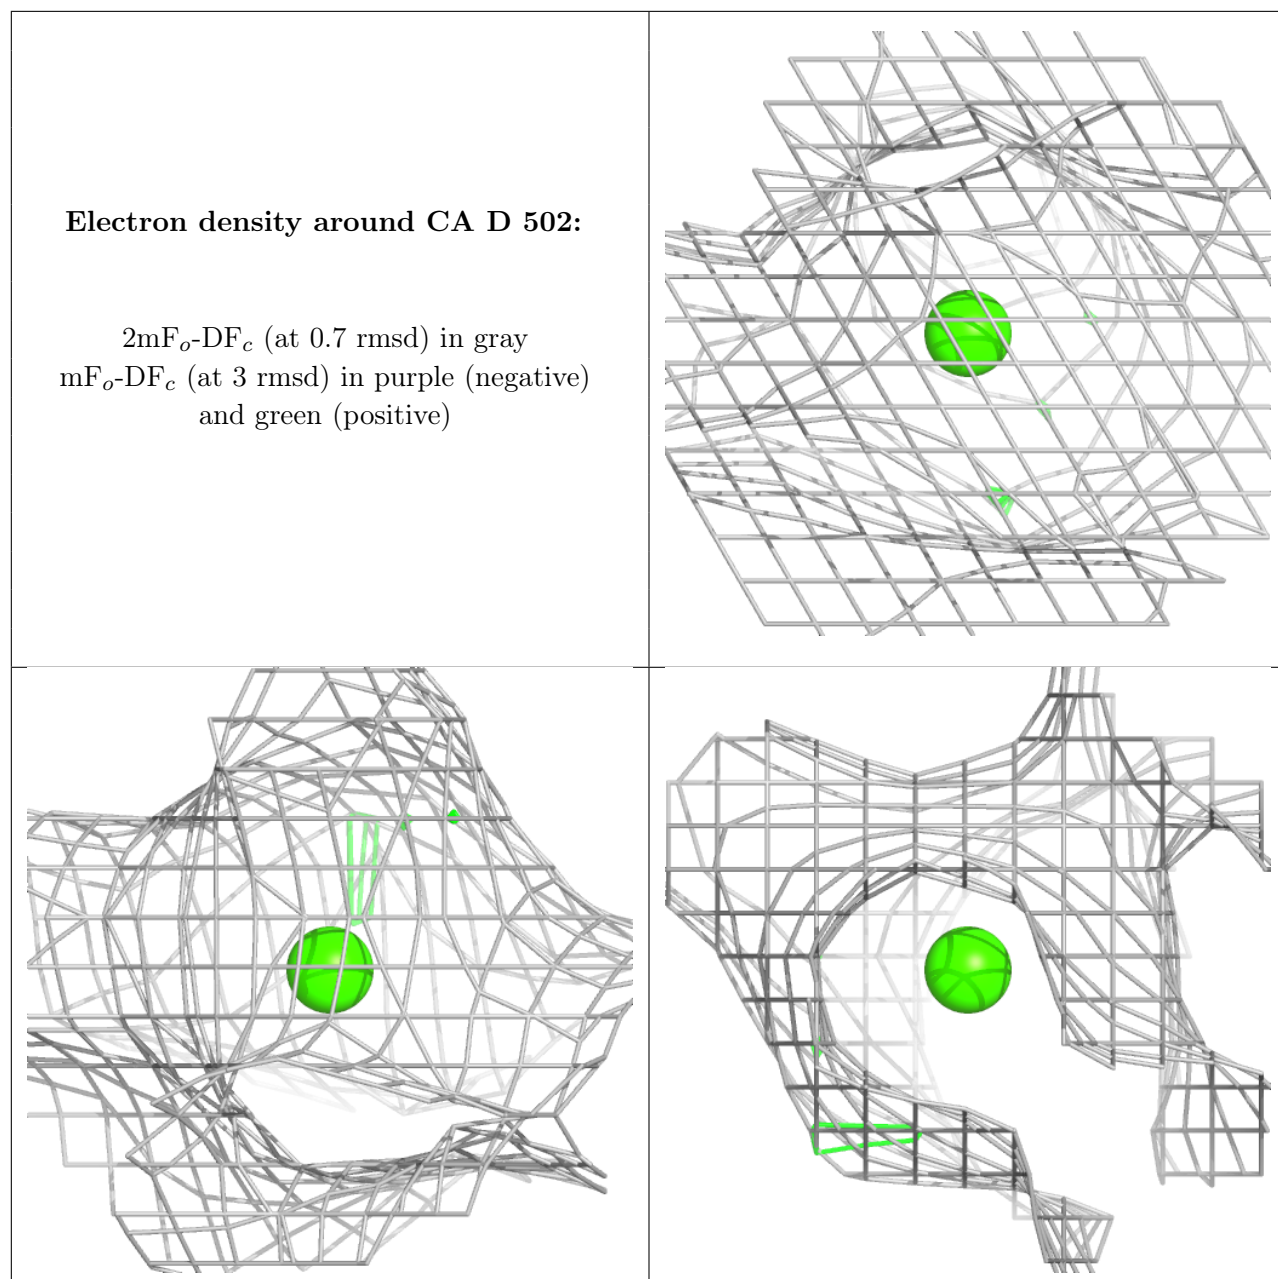 Electron density around CA D 502:
2mFo-DFc (at 0.7 rmsd) in gray
mFo-DFc (at 3 rmsd) in purple (negative)
and green (positive)